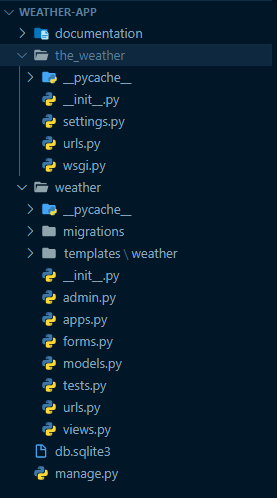 WEATHER-APP
documentation
the_weather
__pycache__
__init__.py
settings.py
urls.py
wsgi.py
weather
__pycache__
migrations
templates \ weather
__init__.py
admin.py
apps.py
forms.py
models.py
tests.py
urls.py
views.py
db.sqlite3
manage.py